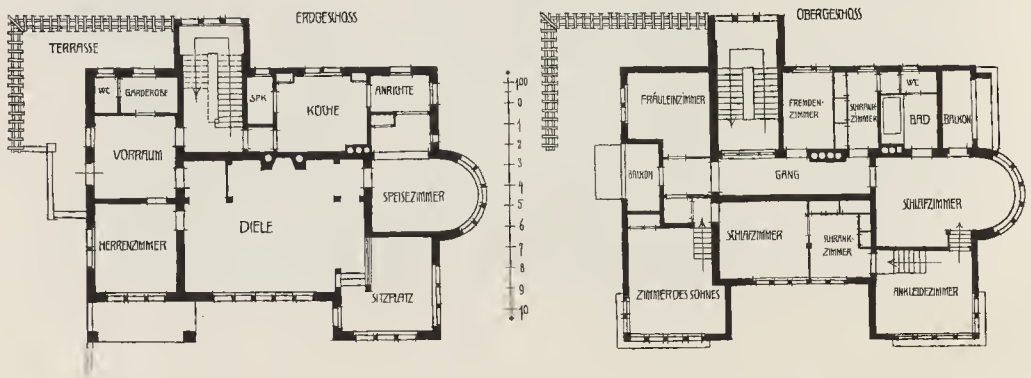 ERDGESCHOSS
TERRASSE
WC
GARDEROBE
SPK
KÜCHE
ANRICHTE
VORRAUM
SPEISEZIMMER
DIELE
HERRENZIMMER
SITZPLATZ
100
0
1
2
3
4
5
6
7
8
9
10
OBERGESCHOSS
FRÄULEINZIMMER
FREMDEN-
ZIMMER
SCHRANK-
ZIMMER
WC
BAD
BALKON
BALKON
GANG
SCHLAFZIMMER
SCHLAFZIMMER
SCHRANK-
ZIMMER
ZIMMER DES SOHNES
ANKLEIDEZIMMER